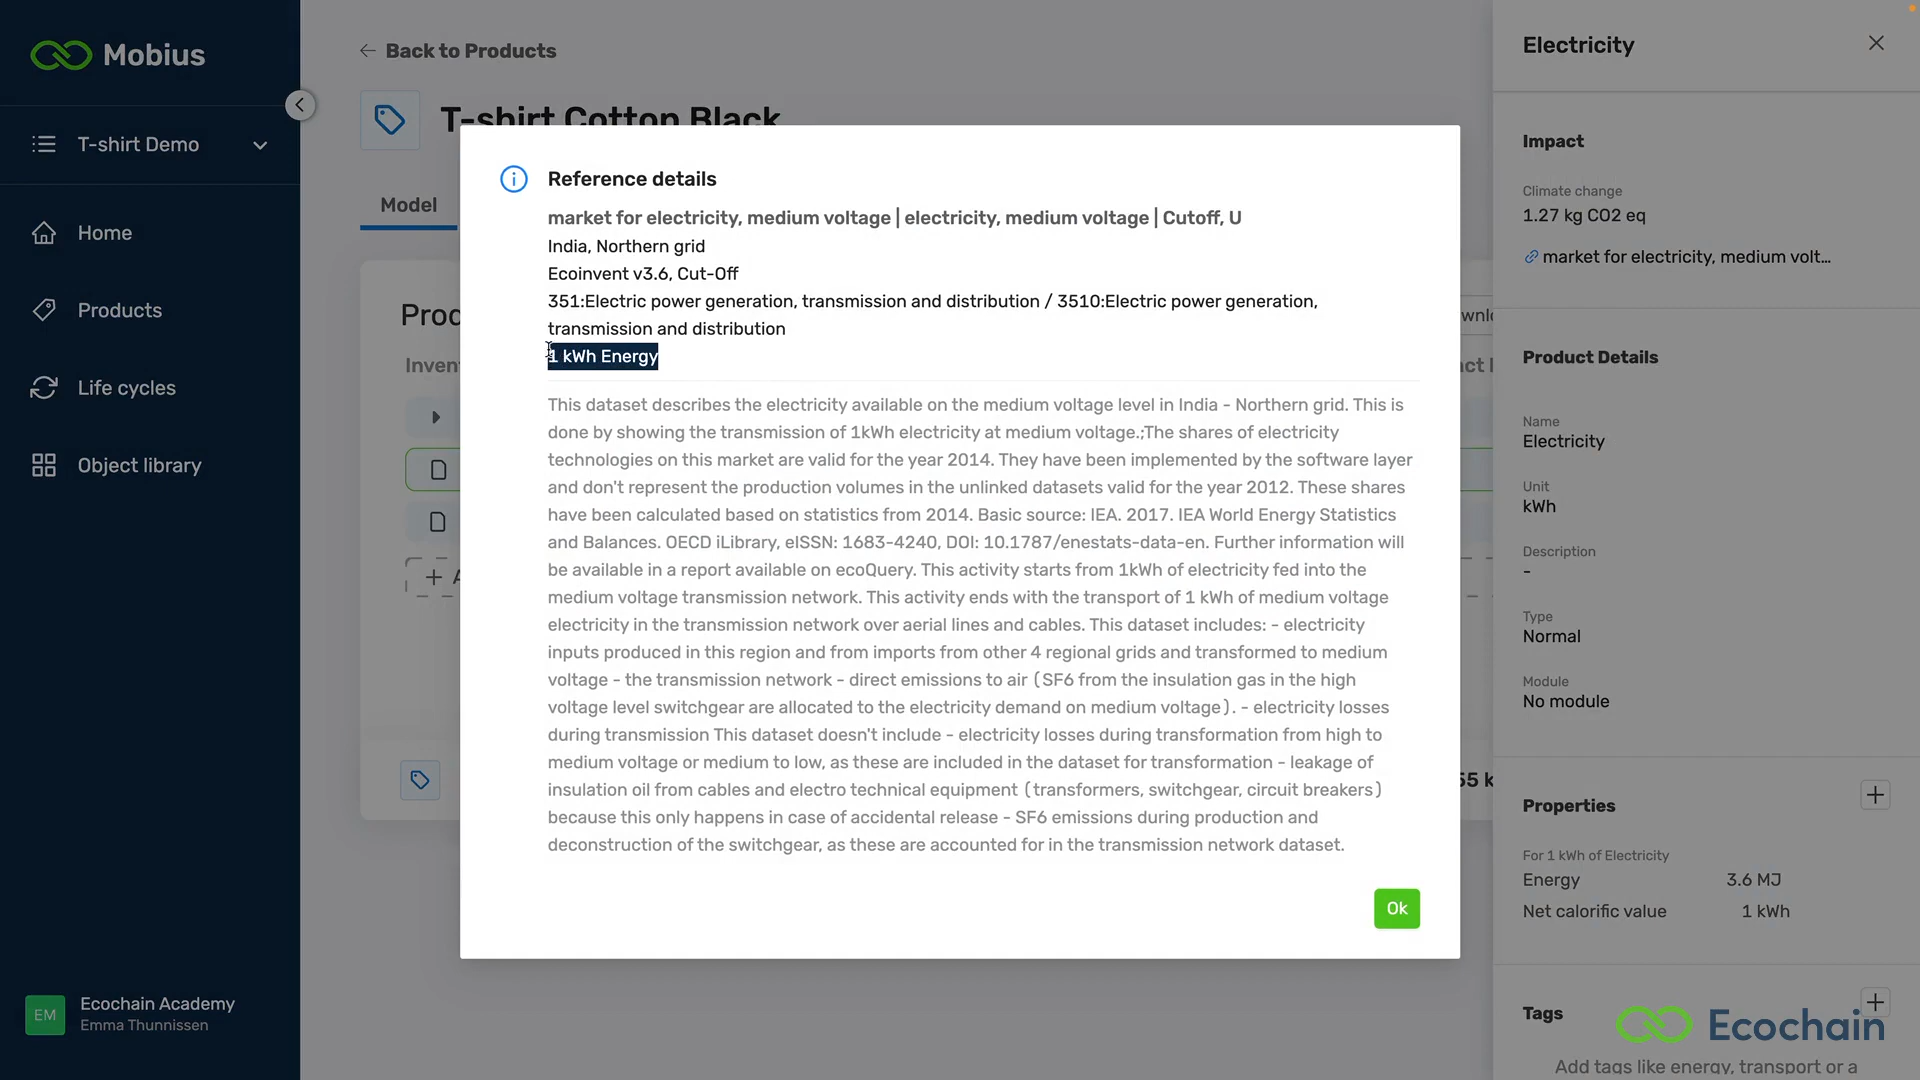 Mobius
T-shirt Demo
Home
Products
Life cycles
Object library
EM
Ecochain Academy
Emma Thunnissen
Back to Products
T-shirt Cotton Black
Model
Reference details
market for electricity, medium voltage | electricity, medium voltage | Cutoff, U
India, Northern grid
Ecoinvent v3.6, Cut-Off
351:Electric power generation, transmission and distribution / 3510:Electric power generation,
transmission and distribution
1 kWh Energy
This dataset describes the electricity available on the medium voltage level in India - Northern grid. This is
done by showing the transmission of 1kWh electricity at medium voltage.;The shares of electricity
technologies on this market are valid for the year 2014. They have been implemented by the software layer
and don't represent the production volumes in the unlinked datasets valid for the year 2012. These shares
have been calculated based on statistics from 2014. Basic source: IEA. 2017. IEA World Energy Statistics
and Balances. OECD iLibrary, eISSN: 1683-4240, DOI: 10.1787/enestats-data-en. Further information will
be available in a report available on ecoQuery. This activity starts from 1kWh of electricity fed into the
medium voltage transmission network. This activity ends with the transport of 1 kWh of medium voltage
electricity in the transmission network over aerial lines and cables. This dataset includes: - electricity
inputs produced in this region and from imports from other 4 regional grids and transformed to medium
voltage - the transmission network - direct emissions to air (SF6 from the insulation gas in the high
voltage level switchgear are allocated to the electricity demand on medium voltage). - electricity losses
during transmission This dataset doesn't include - electricity losses during transformation from high to
medium voltage or medium to low, as these are included in the dataset for transformation - leakage of
insulation oil from cables and electro technical equipment (transformers, switchgear, circuit breakers)
because this only happens in case of accidental release - SF6 emissions during production and
deconstruction of the switchgear, as these are accounted for in the transmission network dataset.
Ok
Electricity
Impact
Climate change
1.27 kg CO2 eq
market for electricity, medium volt...
Product Details
Name
Electricity
Unit
kWh
Description
-
Type
Normal
Module
No module
Properties
For 1 kWh of Electricity
Energy 3.6 MJ
Net calorific value 1 kWh
Tags
Ecochain
Add tags like energy, transport or a